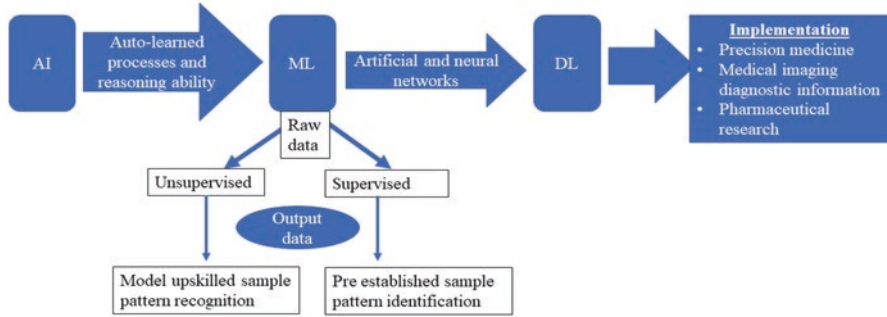 AI
Auto-learned
processes and
reasoning ability
ML
Artificial and neural
networks
DL
Implementation
• Precision medicine
• Medical imaging
diagnostic information
• Pharmaceutical
research
Raw
data
Unsupervised
Supervised
Output
data
Model upskilled sample
pattern recognition
Pre established sample
pattern identification